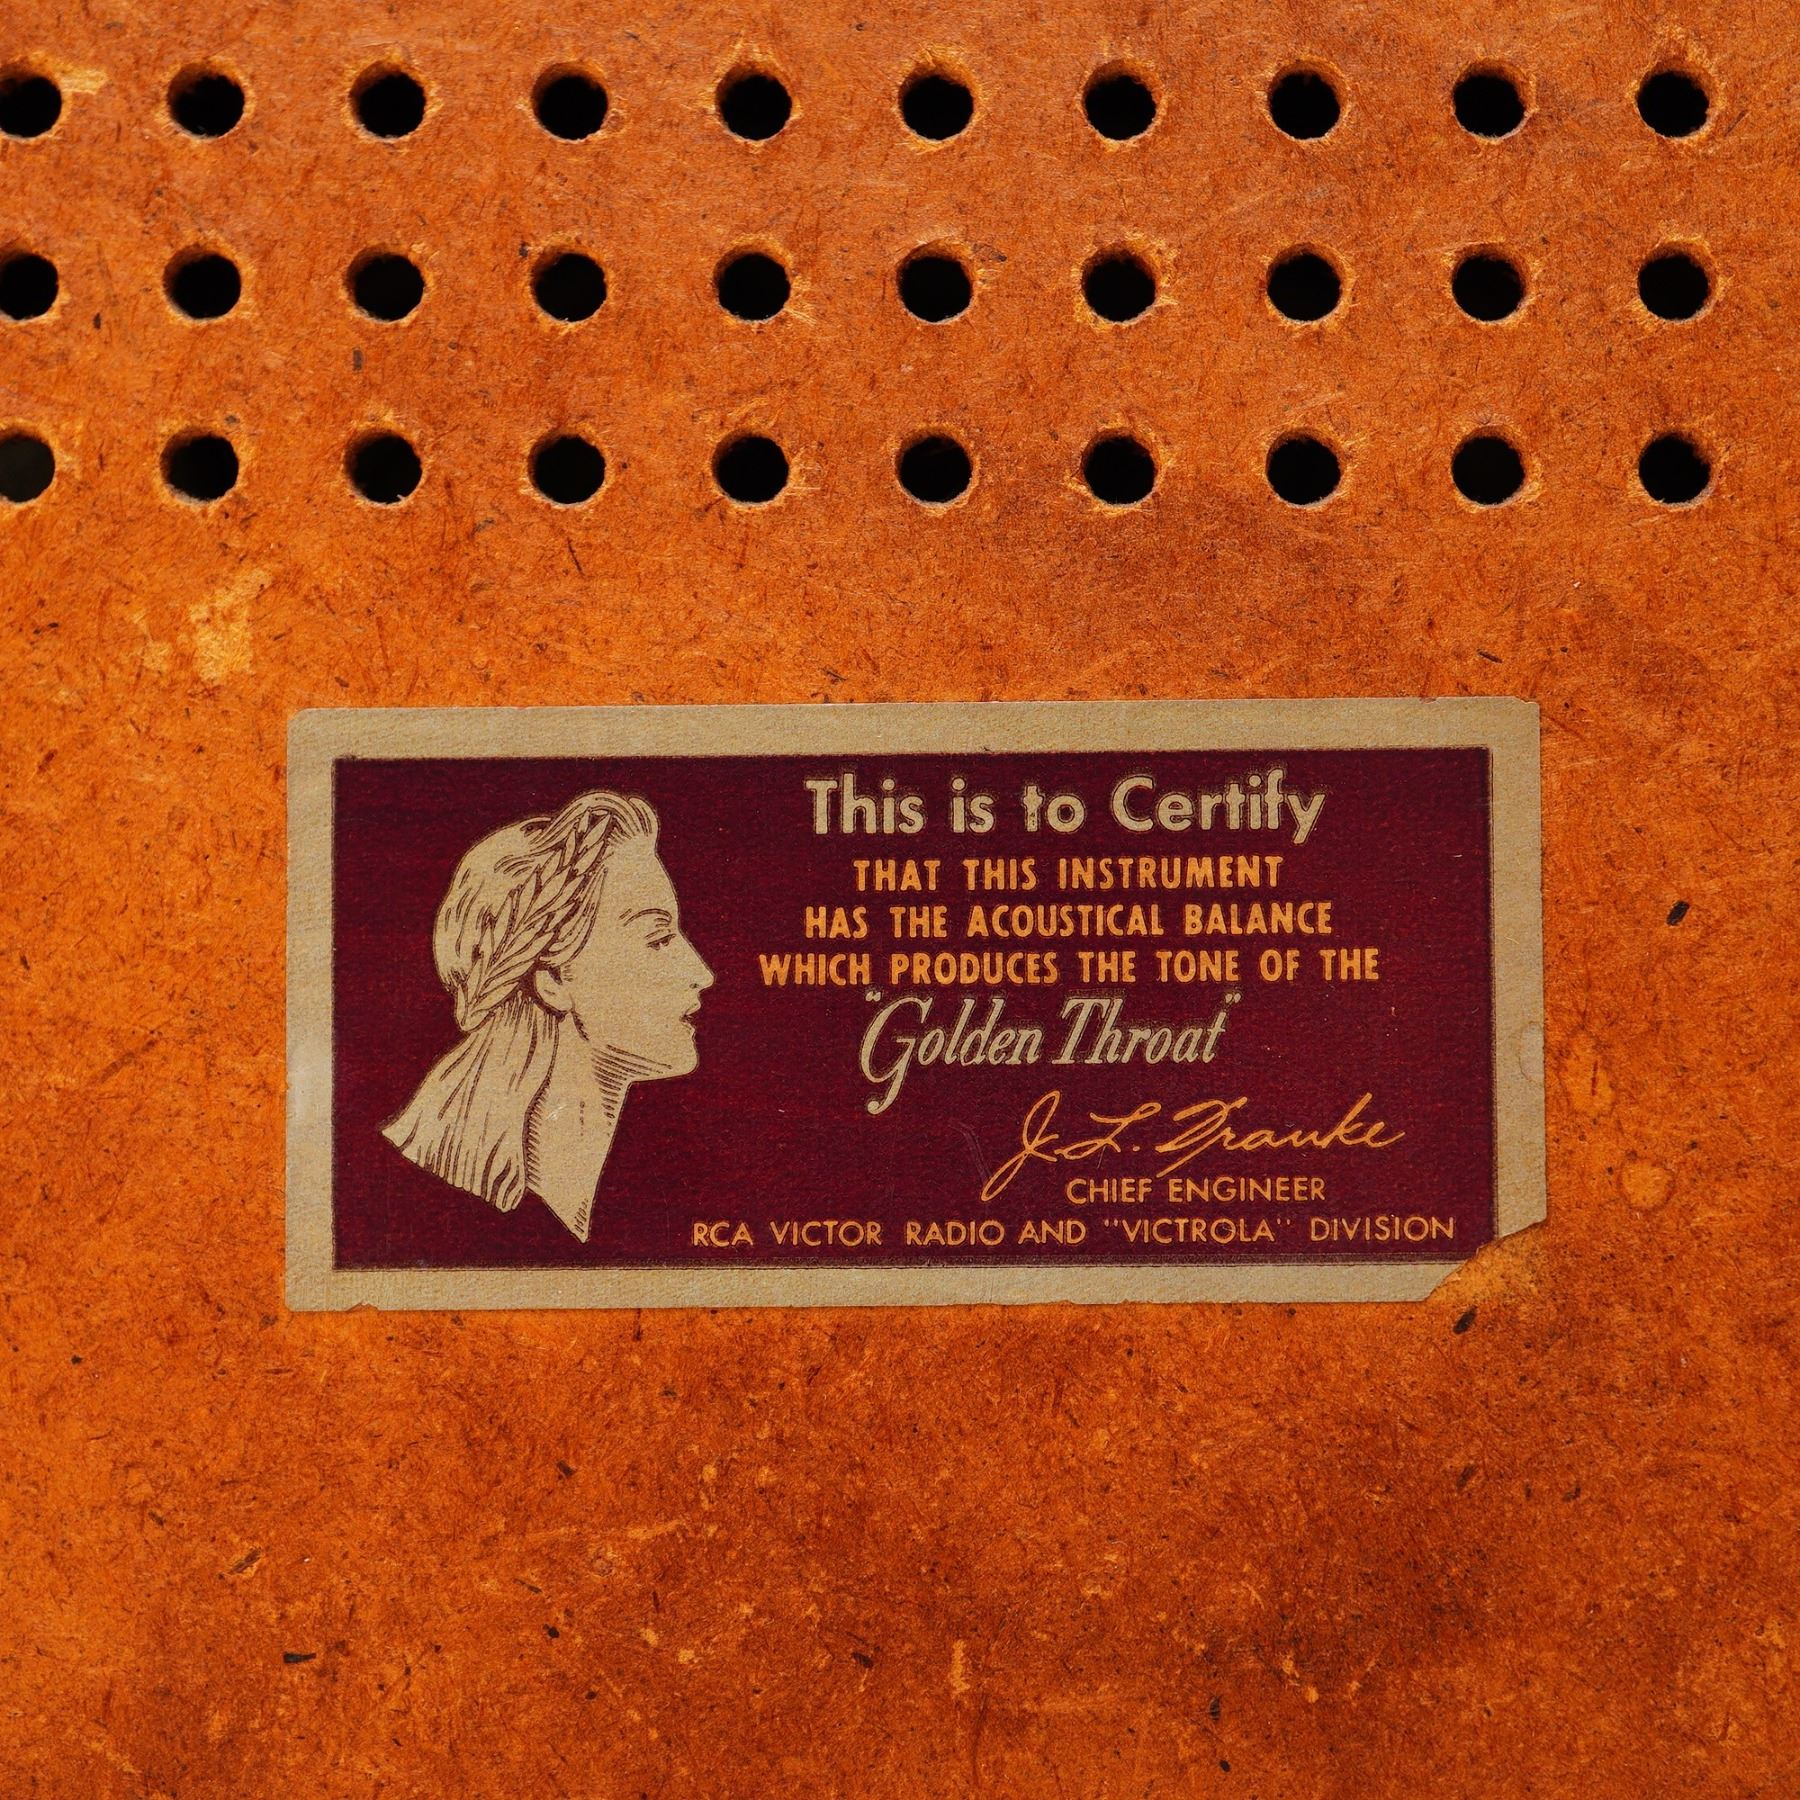 This is to Certify
THAT THIS INSTRUMENT
HAS THE ACOUSTICAL BALANCE
WHICH PRODUCES THE TONE OF THE
"Golden Throat"
J. L. Franke
CHIEF ENGINEER
RCA VICTOR RADIO AND "VICTROLA" DIVISION